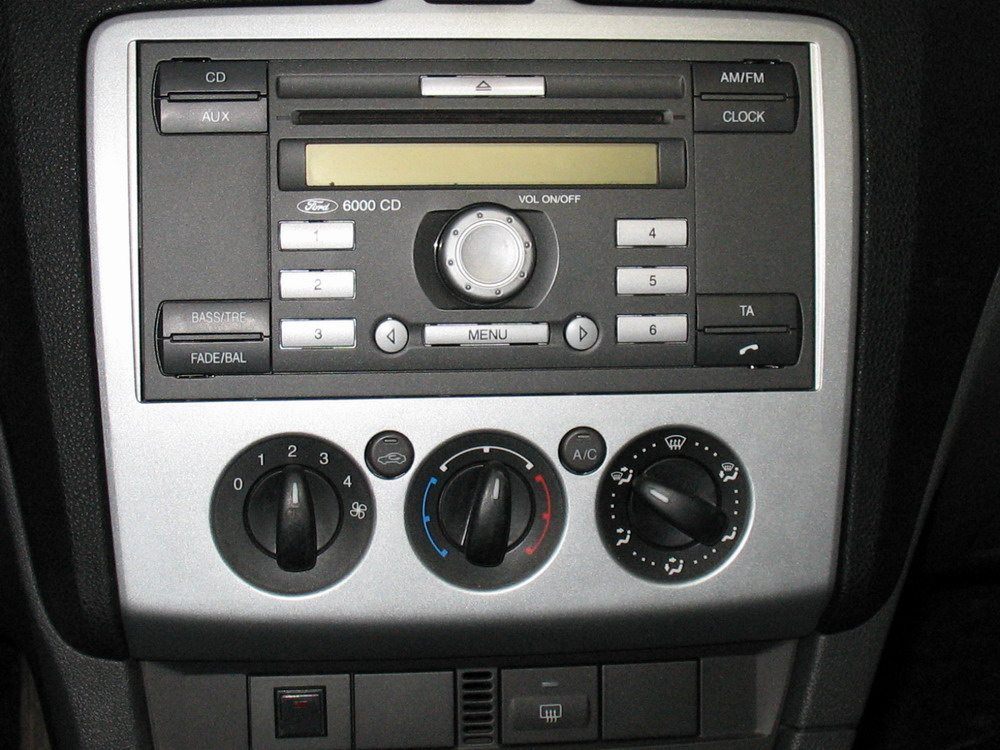 CD
AM/FM
AUX
CLOCK
Ford 6000 CD
VOL ON/OFF
1
4
2
5
BASS/TRE
TA
3
MENU
6
FADE/BAL
0 1 2 3 4
A/C